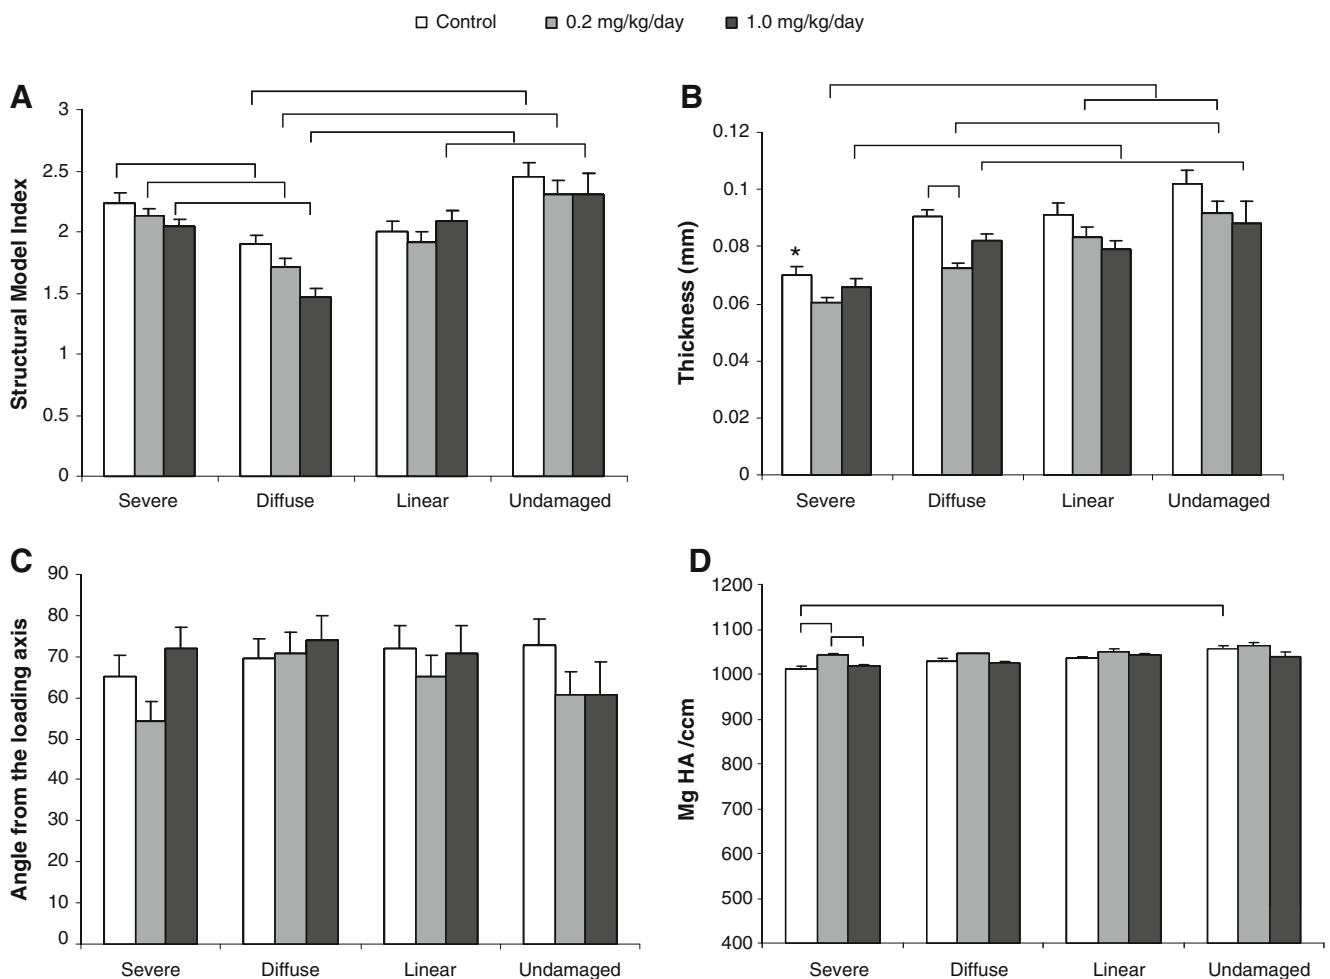 Control 0.2 mg/kg/day 1.0 mg/kg/day
A
Structural Model Index
3
2.5
2
1.5
1
0.5
0
Severe Diffuse Linear Undamaged
B
Thickness (mm)
0.12
0.1
0.08
0.06
0.04
0.02
0
*
Severe Diffuse Linear Undamaged
C
Angle from the loading axis
90
80
70
60
50
40
30
20
10
0
Severe Diffuse Linear Undamaged
D
Mg HA /ccm
1200
1100
1000
900
800
700
600
500
400
Severe Diffuse Linear Undamaged